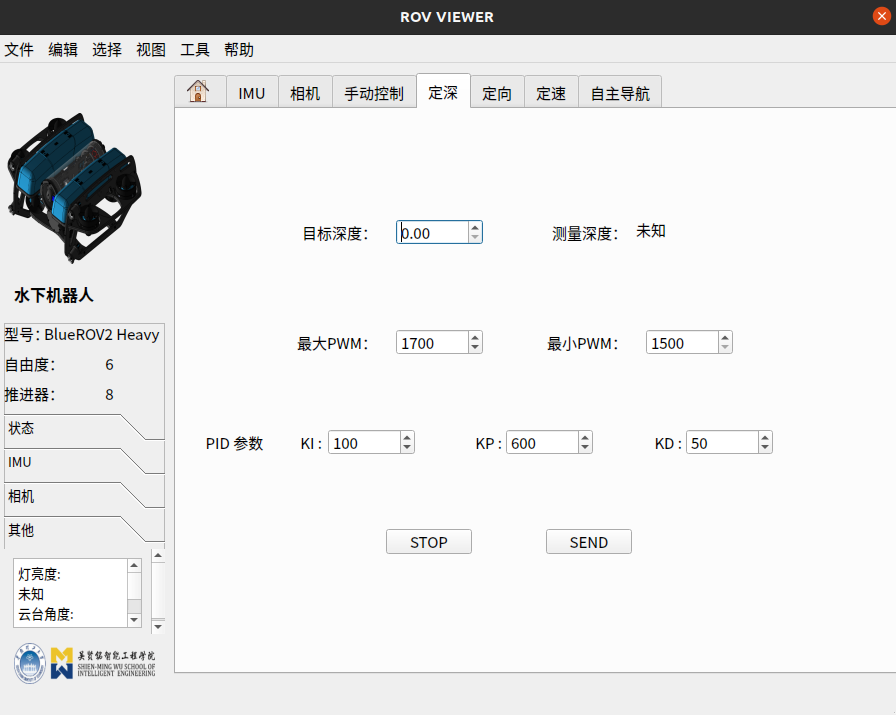 ROV VIEWER
文件 编辑 选择 视图 工具 帮助
IMU 相机 手动控制 定深 定向 定速 自主导航
目标深度： 0.00 测量深度： 未知
最大PWM： 1700 最小PWM： 1500
PID 参数 KI : 100 KP : 600 KD : 50
STOP SEND
水下机器人
型号：BlueROV2 Heavy
自由度： 6
推进器： 8
状态
IMU
相机
其他
灯亮度:
未知
云台角度:
吴贤铭智能工程学院
SHIEN-MING WU SCHOOL OF
INTELLIGENT ENGINEERING